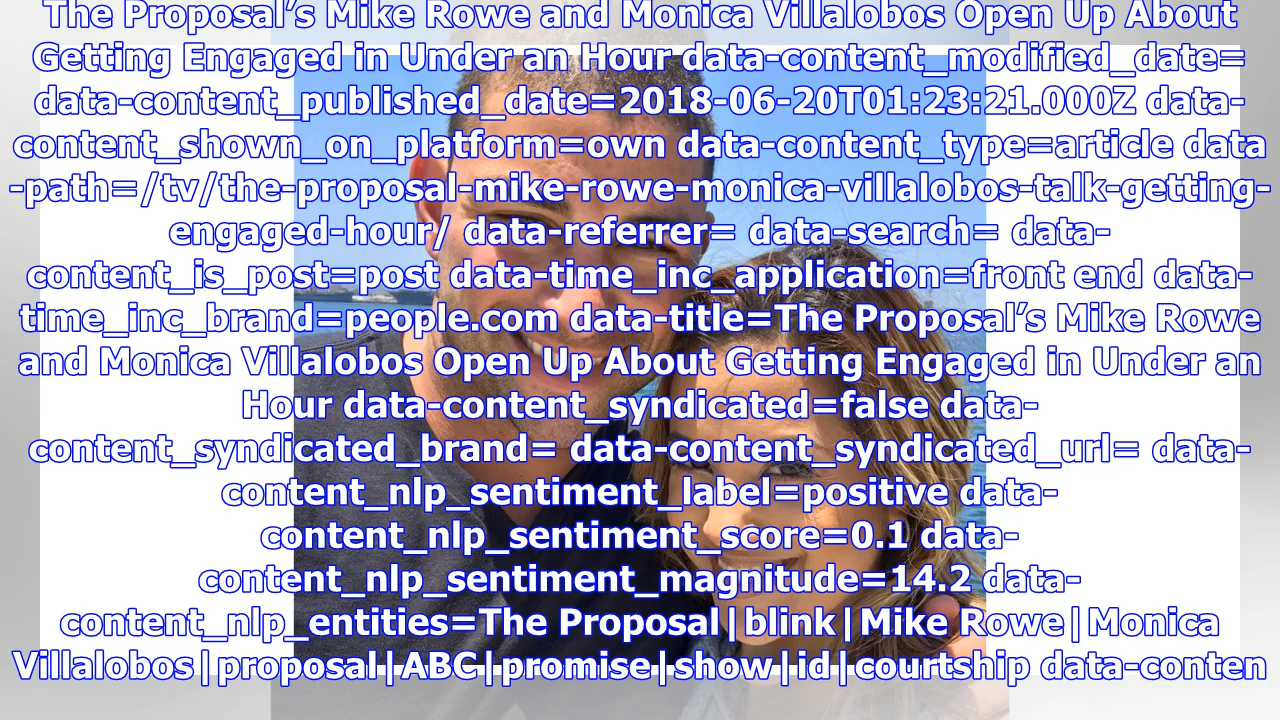 The Proposal’s Mike Rowe and Monica Villalobos Open Up About
Getting Engaged in Under an Hour data-content_modified_date=
data-content_published_date=2018-06-20T01:23:21.000Z data-
content_shown_on_platform=own data-content_type=article data
-path=/tv/the-proposal-mike-rowe-monica-villalobos-talk-getting-
engaged-hour/ data-referrer= data-search= data-
content_is_post=post data-time_inc_application=front end data-
time_inc_brand=people.com data-title=The Proposal’s Mike Rowe
and Monica Villalobos Open Up About Getting Engaged in Under an
Hour data-content_syndicated=false data-
content_syndicated_brand= data-content_syndicated_url= data-
content_nlp_sentiment_label=positive data-
content_nlp_sentiment_score=0.1 data-
content_nlp_sentiment_magnitude=14.2 data-
content_nlp_entities=The Proposal|blink|Mike Rowe|Monica
Villalobos|proposal|ABC|promise|show|id|courtship data-conten